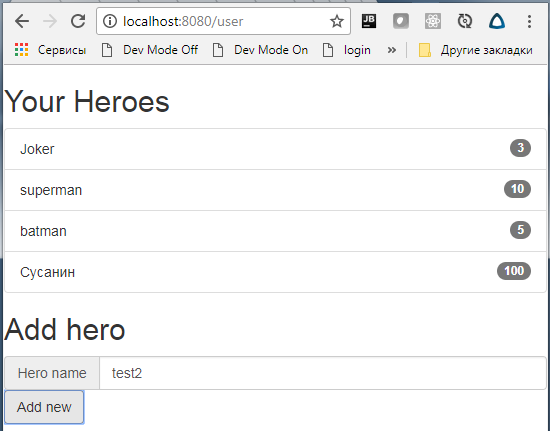 localhost:8080/user
JB
Сервисы Dev Mode Off Dev Mode On login » Другие закладки
Your Heroes
Joker 3
superman 10
batman 5
Сусанин 100
Add hero
Hero name test2
Add new